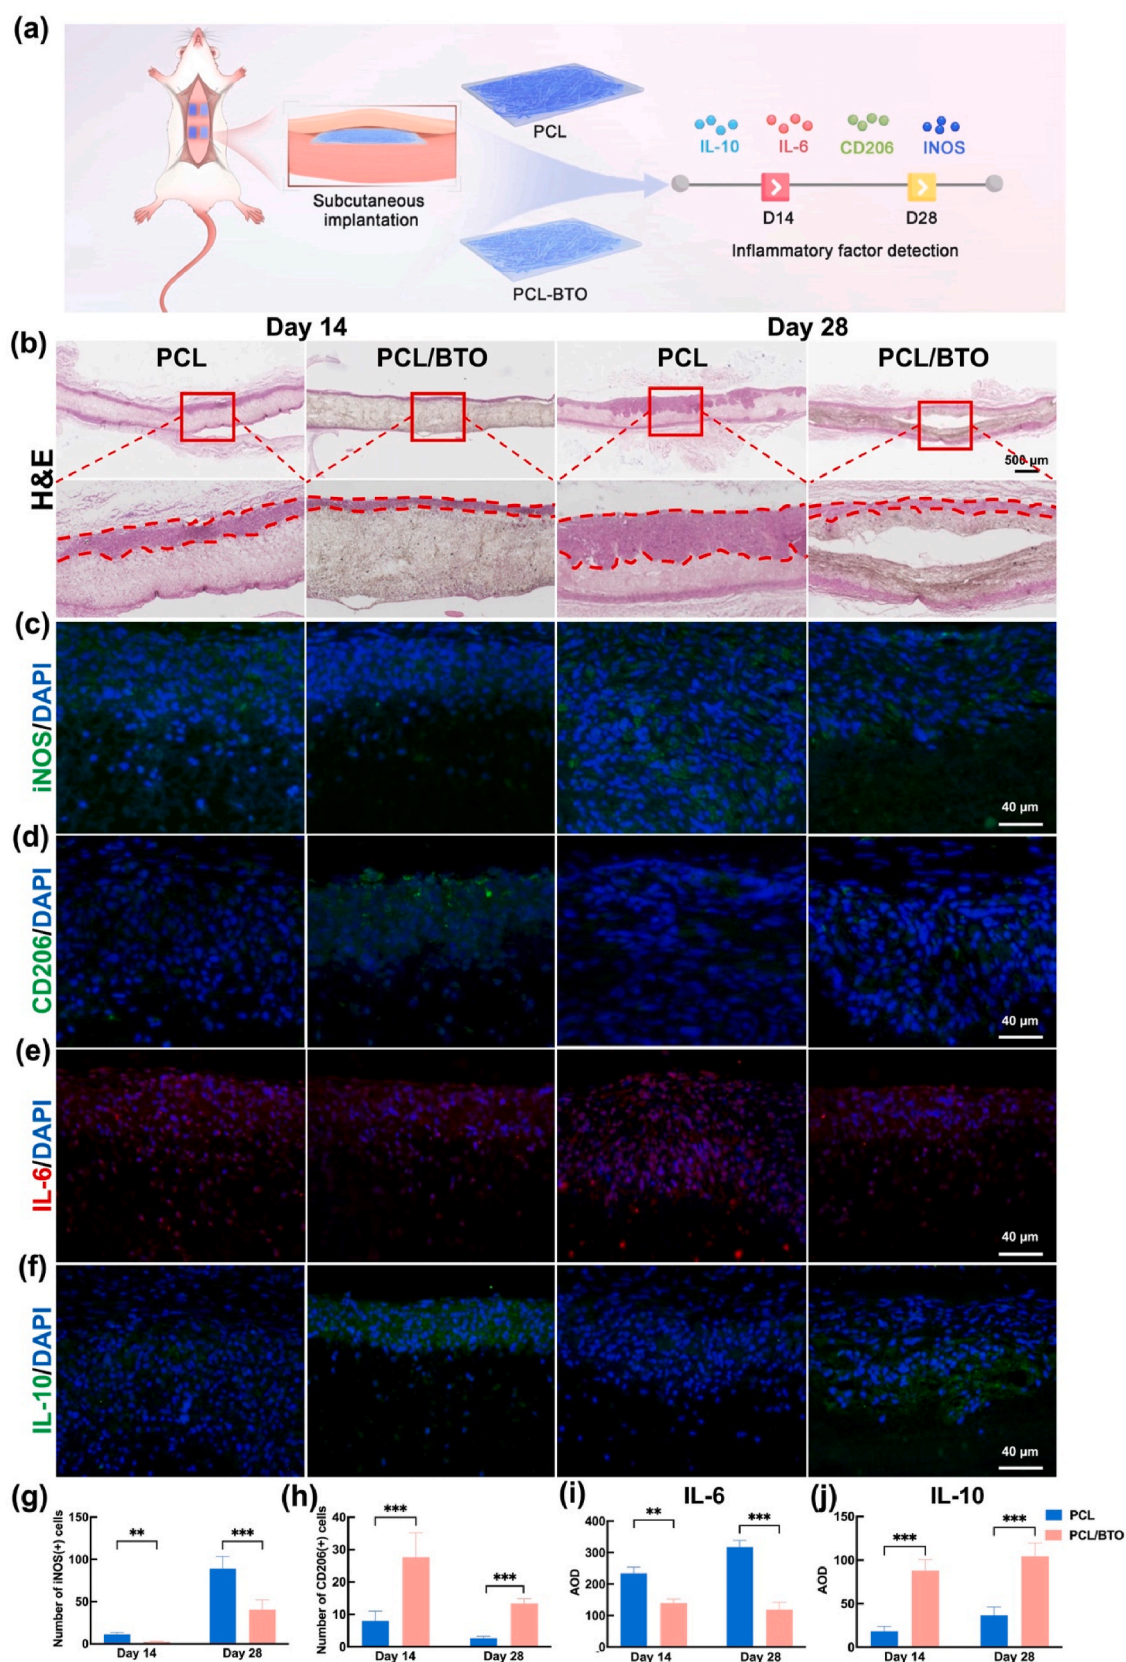 (a)
PCL
IL-10 IL-6 CD206 INOS
Subcutaneous
implantation
D14 D28
PCL-BTO
Inflammatory factor detection
Day 14 Day 28
(b)
PCL PCL/BTO PCL PCL/BTO
H&E
500 µm
(c)
iNOS/DAPI
40 µm
(d)
CD206/DAPI
40 µm
(e)
IL-6/DAPI
40 µm
(f)
IL-10/DAPI
40 µm
(g)
Number of iNOS(+) cells
150
100
50
0
**
***
Day 14 Day 28
(h)
Number of CD206(+) cells
40
30
20
10
0
***
***
Day 14 Day 28
(i)
IL-6
AOD
400
300
200
100
0
**
***
Day 14 Day 28
(j)
IL-10
AOD
150
100
50
0
***
***
Day 14 Day 28
PCL
PCL/BTO